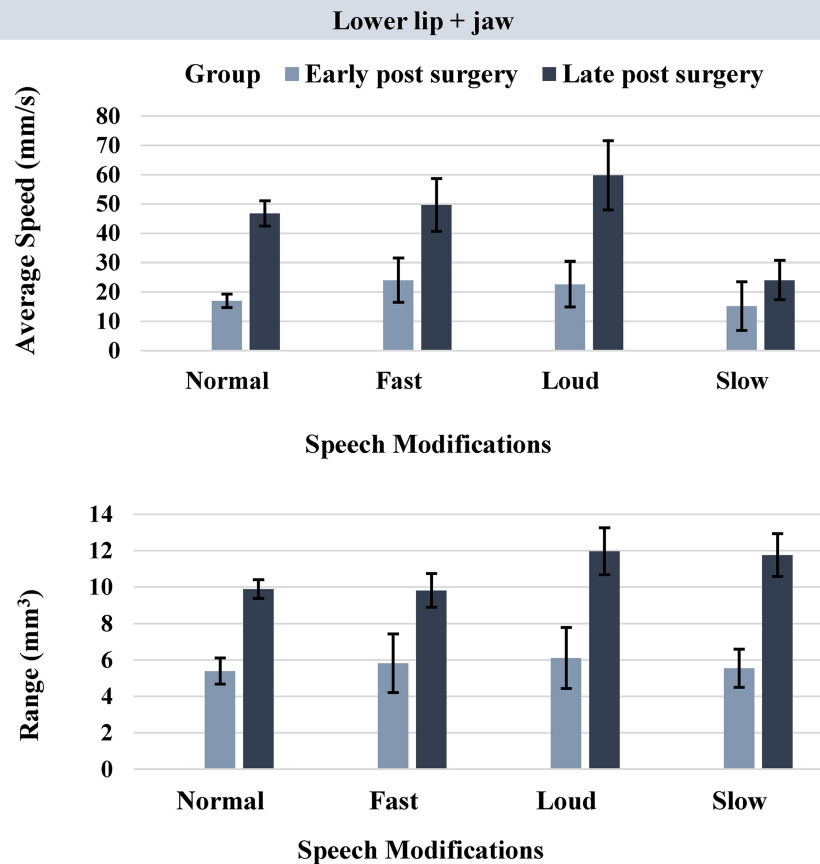 Lower lip + jaw
Group Early post surgery Late post surgery
Average Speed (mm/s)
80
70
60
50
40
30
20
10
0
Normal Fast Loud Slow
Speech Modifications
Range (mm³)
14
12
10
8
6
4
2
0
Normal Fast Loud Slow
Speech Modifications